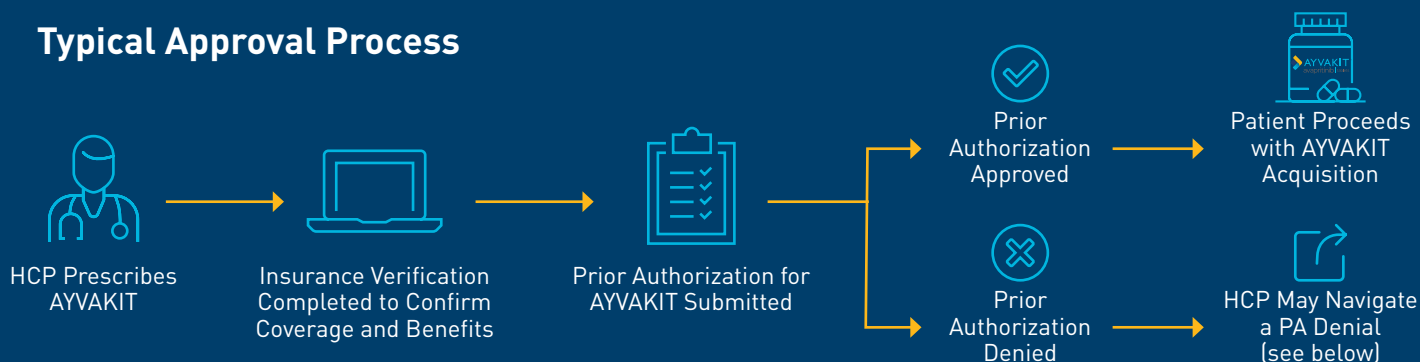 Typical Approval Process
HCP Prescribes
AYVAKIT
Insurance Verification
Completed to Confirm
Coverage and Benefits
Prior Authorization for
AYVAKIT Submitted
Prior
Authorization
Approved
AYVAKIT
Patient Proceeds
with AYVAKIT
Acquisition
Prior
Authorization
Denied
HCP May Navigate
a PA Denial
(see below)